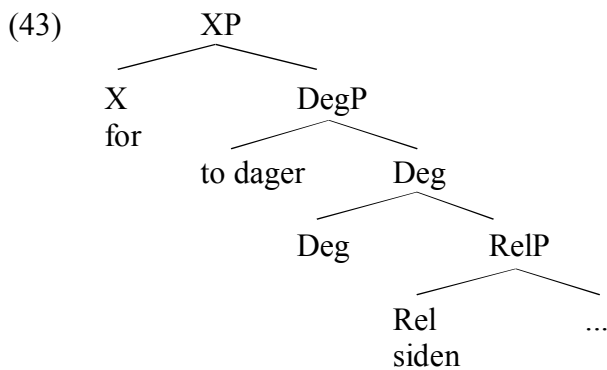 (43) XP
X DegP
for
to dager Deg
Deg RelP
Rel ...
siden